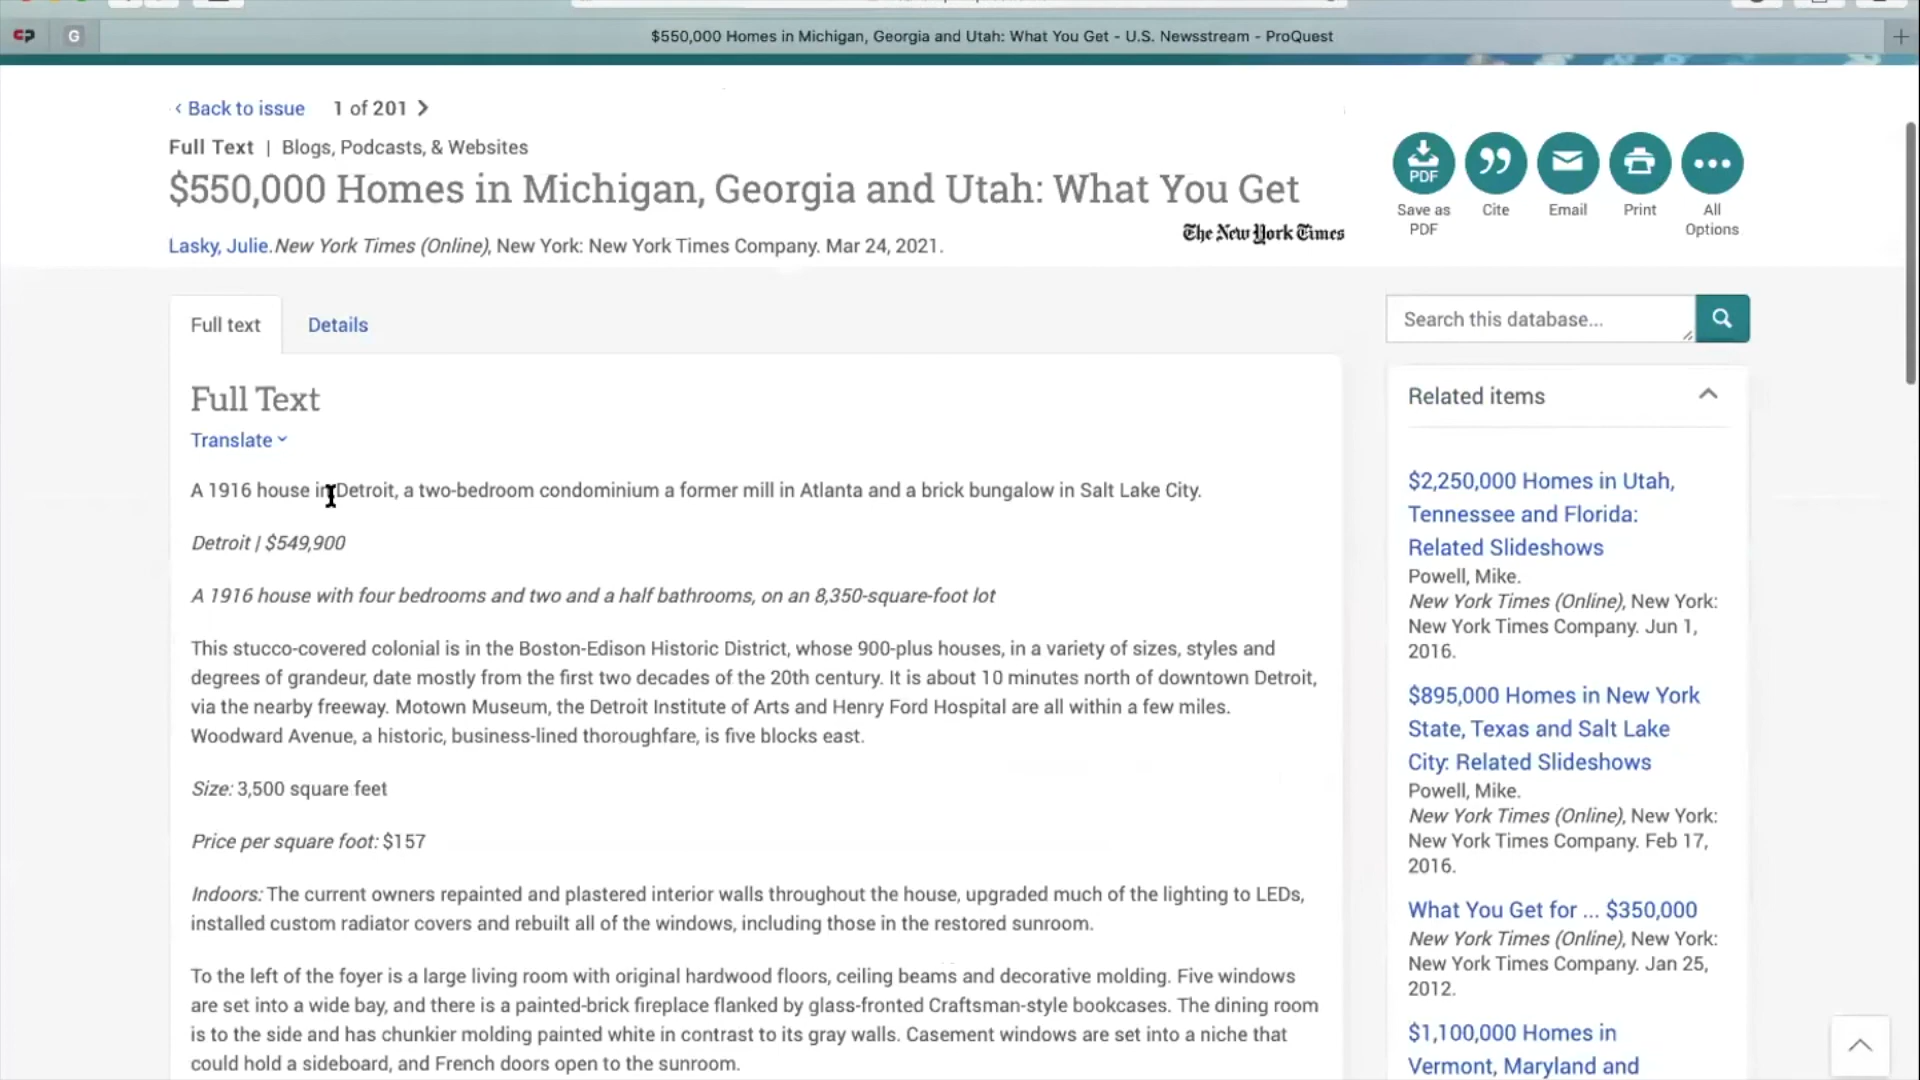 G
$550,000 Homes in Michigan, Georgia and Utah: What You Get - U.S. Newsstream - ProQuest
Back to issue 1 of 201
Full Text | Blogs, Podcasts, & Websites
$550,000 Homes in Michigan, Georgia and Utah: What You Get
Lasky, Julie. New York Times (Online), New York: New York Times Company. Mar 24, 2021.
The New York Times
PDF
Save as
PDF
Cite
Email
Print
All
Options
Full text
Details
Full Text
Translate
A 1916 house in Detroit, a two-bedroom condominium a former mill in Atlanta and a brick bungalow in Salt Lake City.
Detroit | $549,900
A 1916 house with four bedrooms and two and a half bathrooms, on an 8,350-square-foot lot
This stucco-covered colonial is in the Boston-Edison Historic District, whose 900-plus houses, in a variety of sizes, styles and
degrees of grandeur, date mostly from the first two decades of the 20th century. It is about 10 minutes north of downtown Detroit,
via the nearby freeway. Motown Museum, the Detroit Institute of Arts and Henry Ford Hospital are all within a few miles.
Woodward Avenue, a historic, business-lined thoroughfare, is five blocks east.
Size: 3,500 square feet
Price per square foot: $157
Indoors: The current owners repainted and plastered interior walls throughout the house, upgraded much of the lighting to LEDs,
installed custom radiator covers and rebuilt all of the windows, including those in the restored sunroom.
To the left of the foyer is a large living room with original hardwood floors, ceiling beams and decorative molding. Five windows
are set into a wide bay, and there is a painted-brick fireplace flanked by glass-fronted Craftsman-style bookcases. The dining room
is to the side and has chunkier molding painted white in contrast to its gray walls. Casement windows are set into a niche that
could hold a sideboard, and French doors open to the sunroom.
Search this database...
Related items
$2,250,000 Homes in Utah,
Tennessee and Florida:
Related Slideshows
Powell, Mike.
New York Times (Online), New York:
New York Times Company. Jun 1,
2016.
$895,000 Homes in New York
State, Texas and Salt Lake
City: Related Slideshows
Powell, Mike.
New York Times (Online), New York:
New York Times Company. Feb 17,
2016.
What You Get for ... $350,000
New York Times (Online), New York:
New York Times Company. Jan 25,
2012.
$1,100,000 Homes in
Vermont, Maryland and